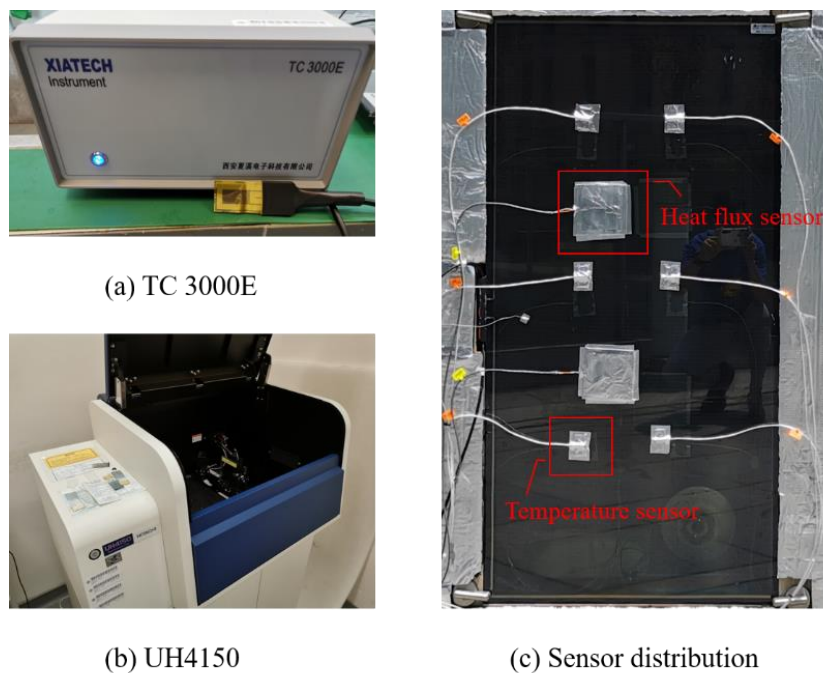 XIATECH
Instrument
TC 3000E
西安夏溪电子科技有限公司
(a) TC 3000E
UH4150
(b) UH4150
Heat flux sensor
Temperature sensor
(c) Sensor distribution